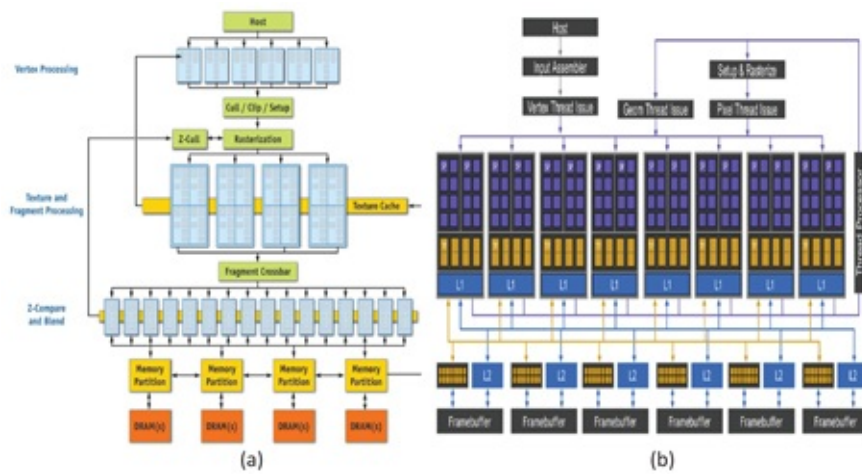 Host
Vertex Processing
Cull / Clip / Setup
Z-Cull
Rasterization
Texture and
Fragment Processing
Texture Cache
Fragment Crossbar
Z-Compare
and Blend
Memory
Partition
Memory
Partition
Memory
Partition
Memory
Partition
DRAM(s)
DRAM(s)
DRAM(s)
DRAM(s)
(a)
Host
Input Assembler
Setup & Rasterize
Vertex Thread Issue
Geom Thread Issue
Pixel Thread Issue
Thread Processor
L1
L1
L1
L1
L1
L1
L1
L1
L2
L2
L2
L2
L2
L2
Framebuffer
Framebuffer
Framebuffer
Framebuffer
Framebuffer
Framebuffer
(b)